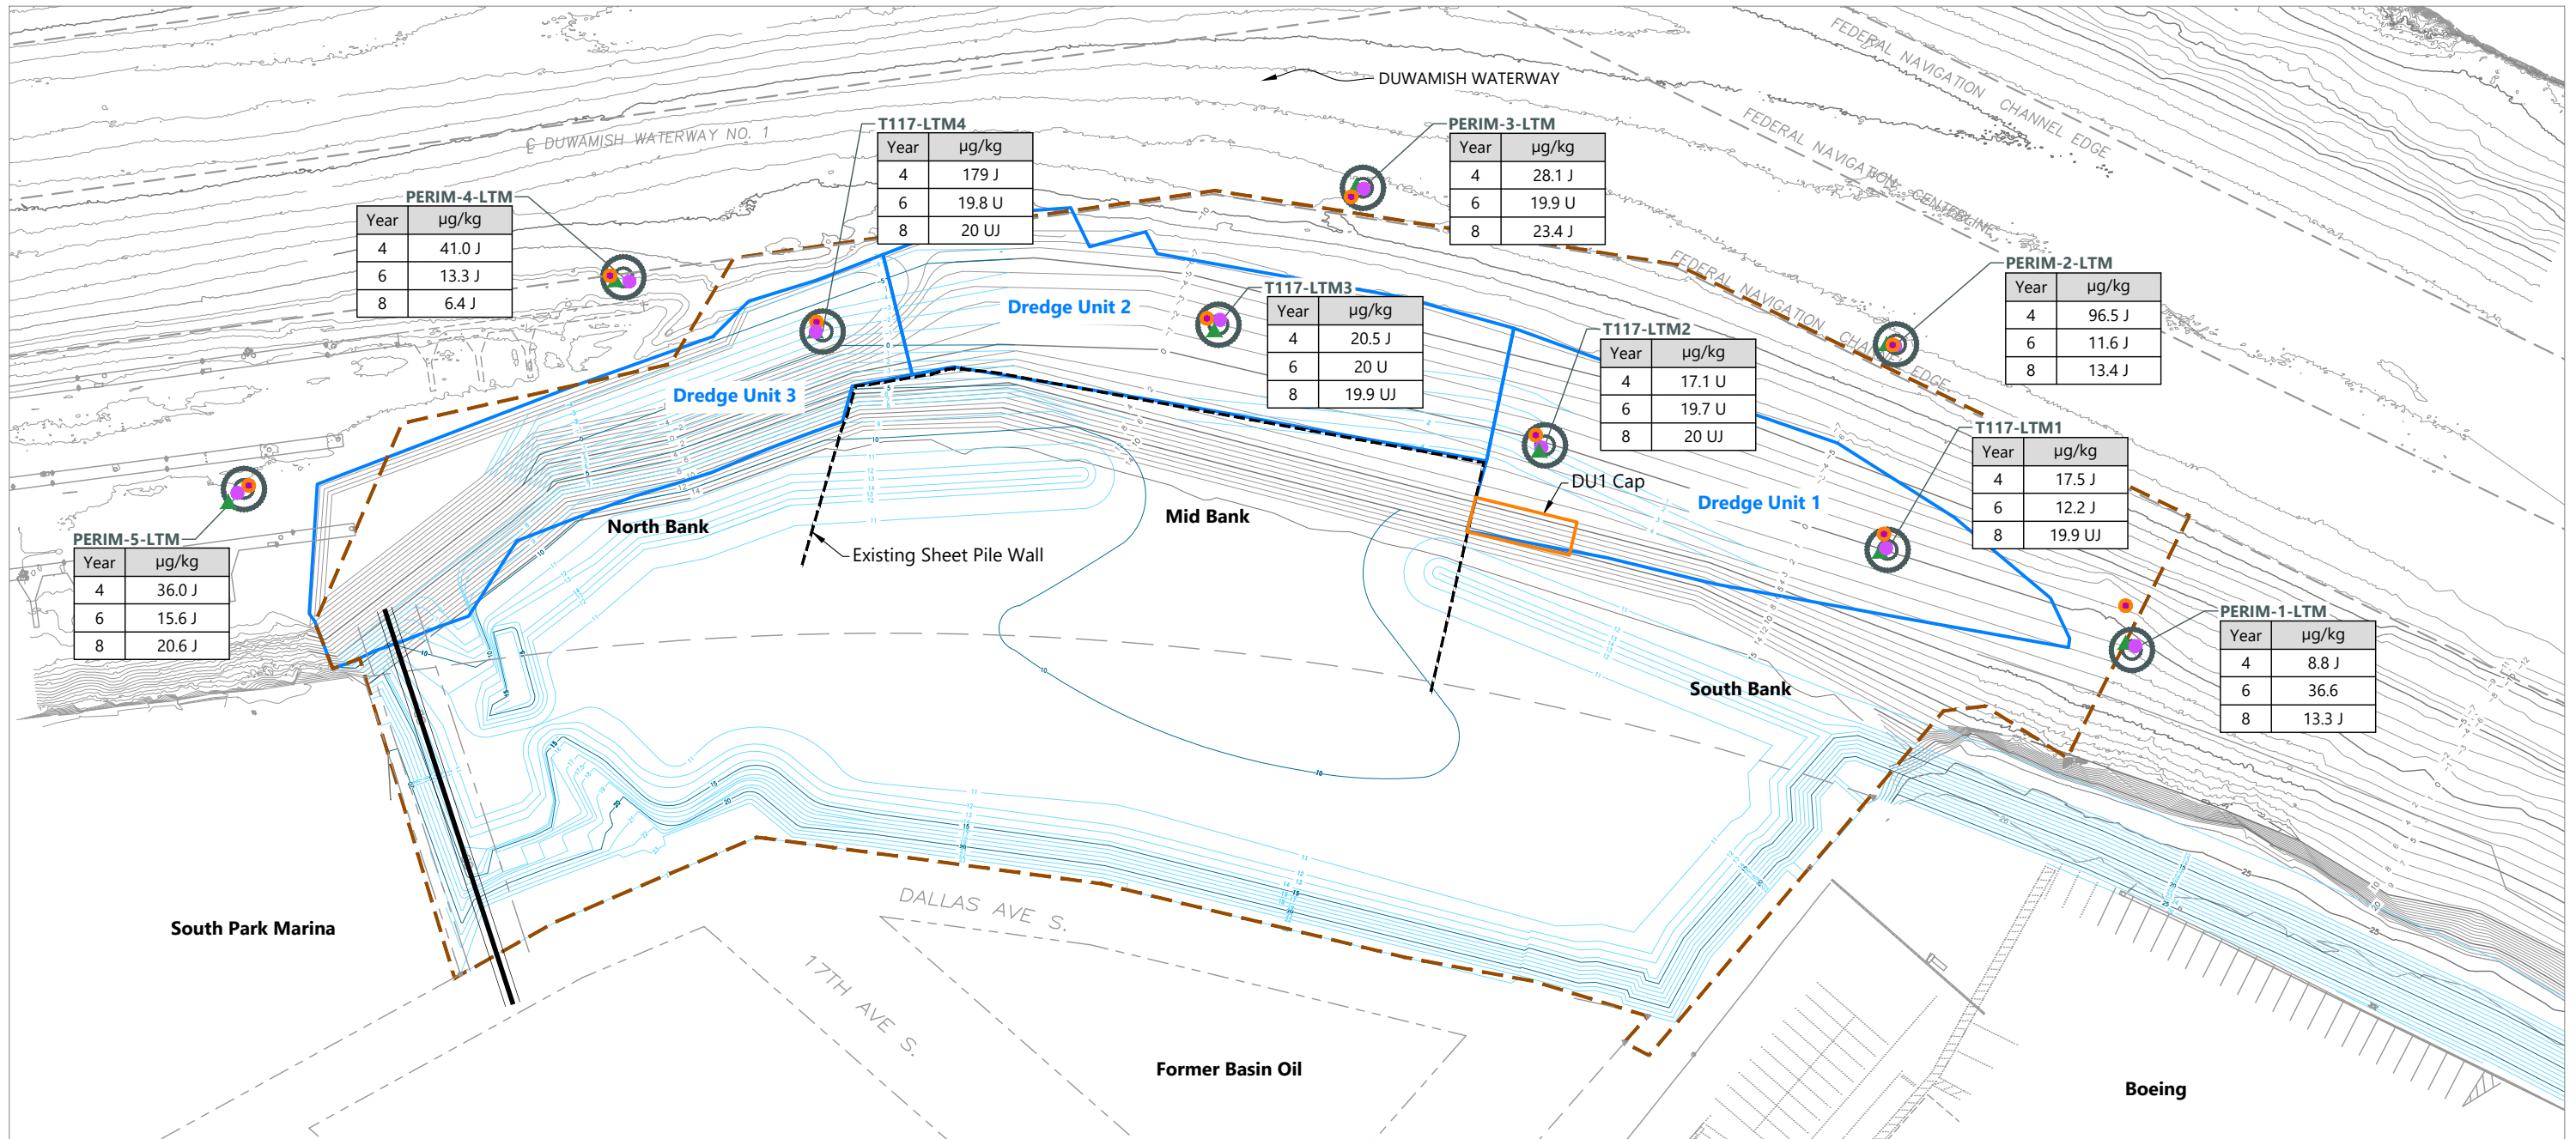 DUWAMISH WATERWAY
FEDERAL NAVIGATION CHANNEL EDGE
FEDERAL NAVIGATION CENTERLINE
FEDERAL NAVIGATION CHANNEL EDGE
℄ DUWAMISH WATERWAY NO. 1
T117-LTM4
Year µg/kg
4 179 J
6 19.8 U
8 20 UJ
PERIM-3-LTM
Year µg/kg
4 28.1 J
6 19.9 U
8 23.4 J
PERIM-4-LTM
Year µg/kg
4 41.0 J
6 13.3 J
8 6.4 J
PERIM-2-LTM
Year µg/kg
4 96.5 J
6 11.6 J
8 13.4 J
T117-LTM3
Year µg/kg
4 20.5 J
6 20 U
8 19.9 UJ
T117-LTM2
Year µg/kg
4 17.1 U
6 19.7 U
8 20 UJ
T117-LTM1
Year µg/kg
4 17.5 J
6 12.2 J
8 19.9 UJ
PERIM-5-LTM
Year µg/kg
4 36.0 J
6 15.6 J
8 20.6 J
PERIM-1-LTM
Year µg/kg
4 8.8 J
6 36.6
8 13.3 J
Dredge Unit 2
Dredge Unit 3
Dredge Unit 1
DU1 Cap
North Bank
Mid Bank
Existing Sheet Pile Wall
South Bank
DALLAS AVE S.
17TH AVE S.
South Park Marina
Former Basin Oil
Boeing